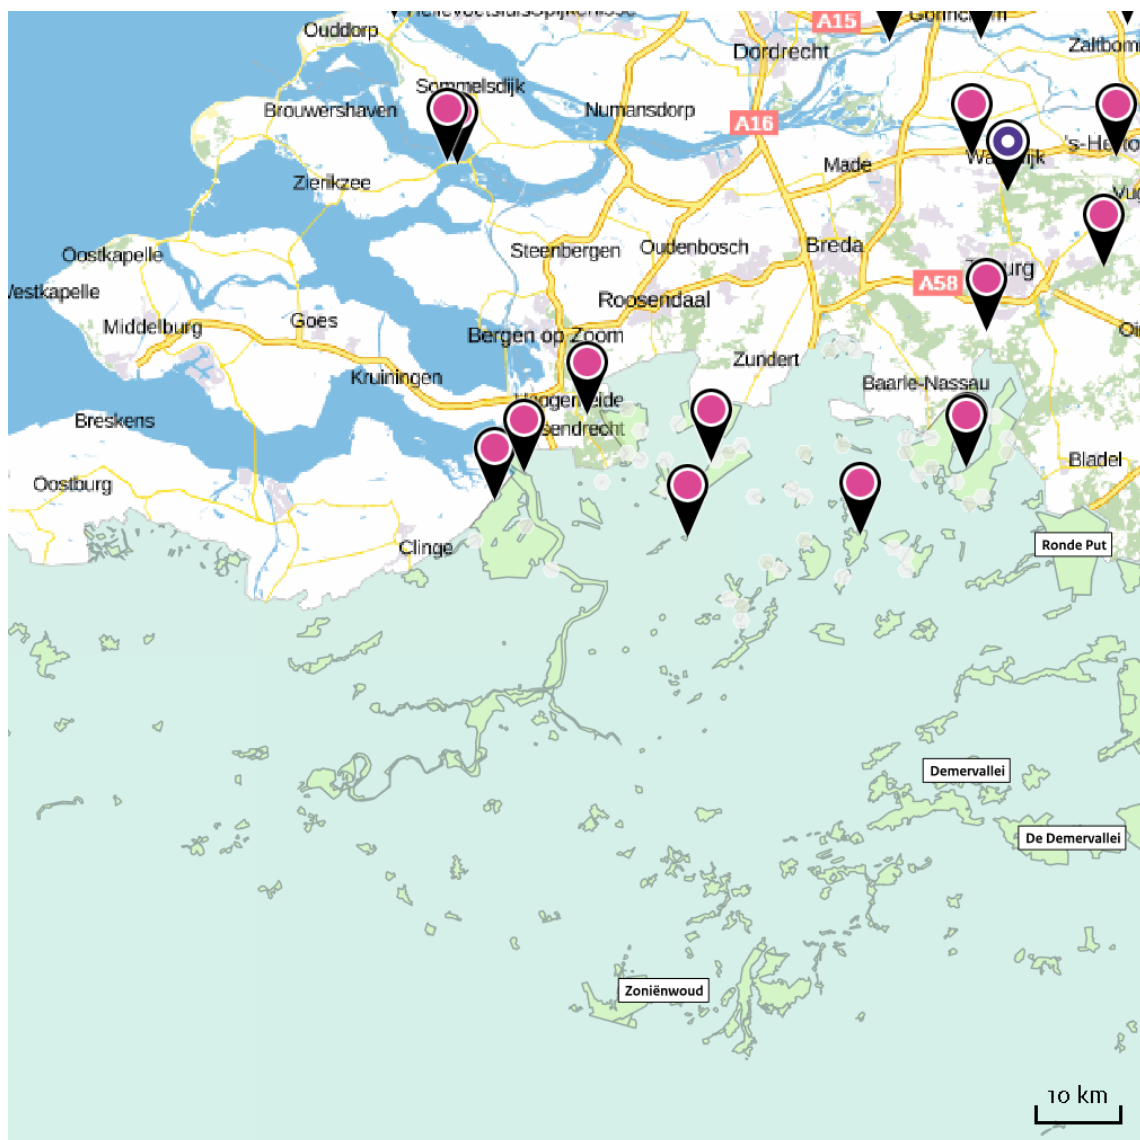 A15
Ouddorp
Dordrecht
Zaltbom
Sommelsdijk
Brouwershaven
Numansdorp
A16
Made
Zierikzee
Steenbergen
Oudenbosch
Breda
Oostkapelle
A58
Roosendaal
Middelburg
Goes
Bergen op Zoom
Zundert
Kruiningen
Baarle-Nassau
Breskens
Bladel
Oostburg
Clinge
Ronde Put
Demervallei
De Demervallei
Zoniënwoud
10 km